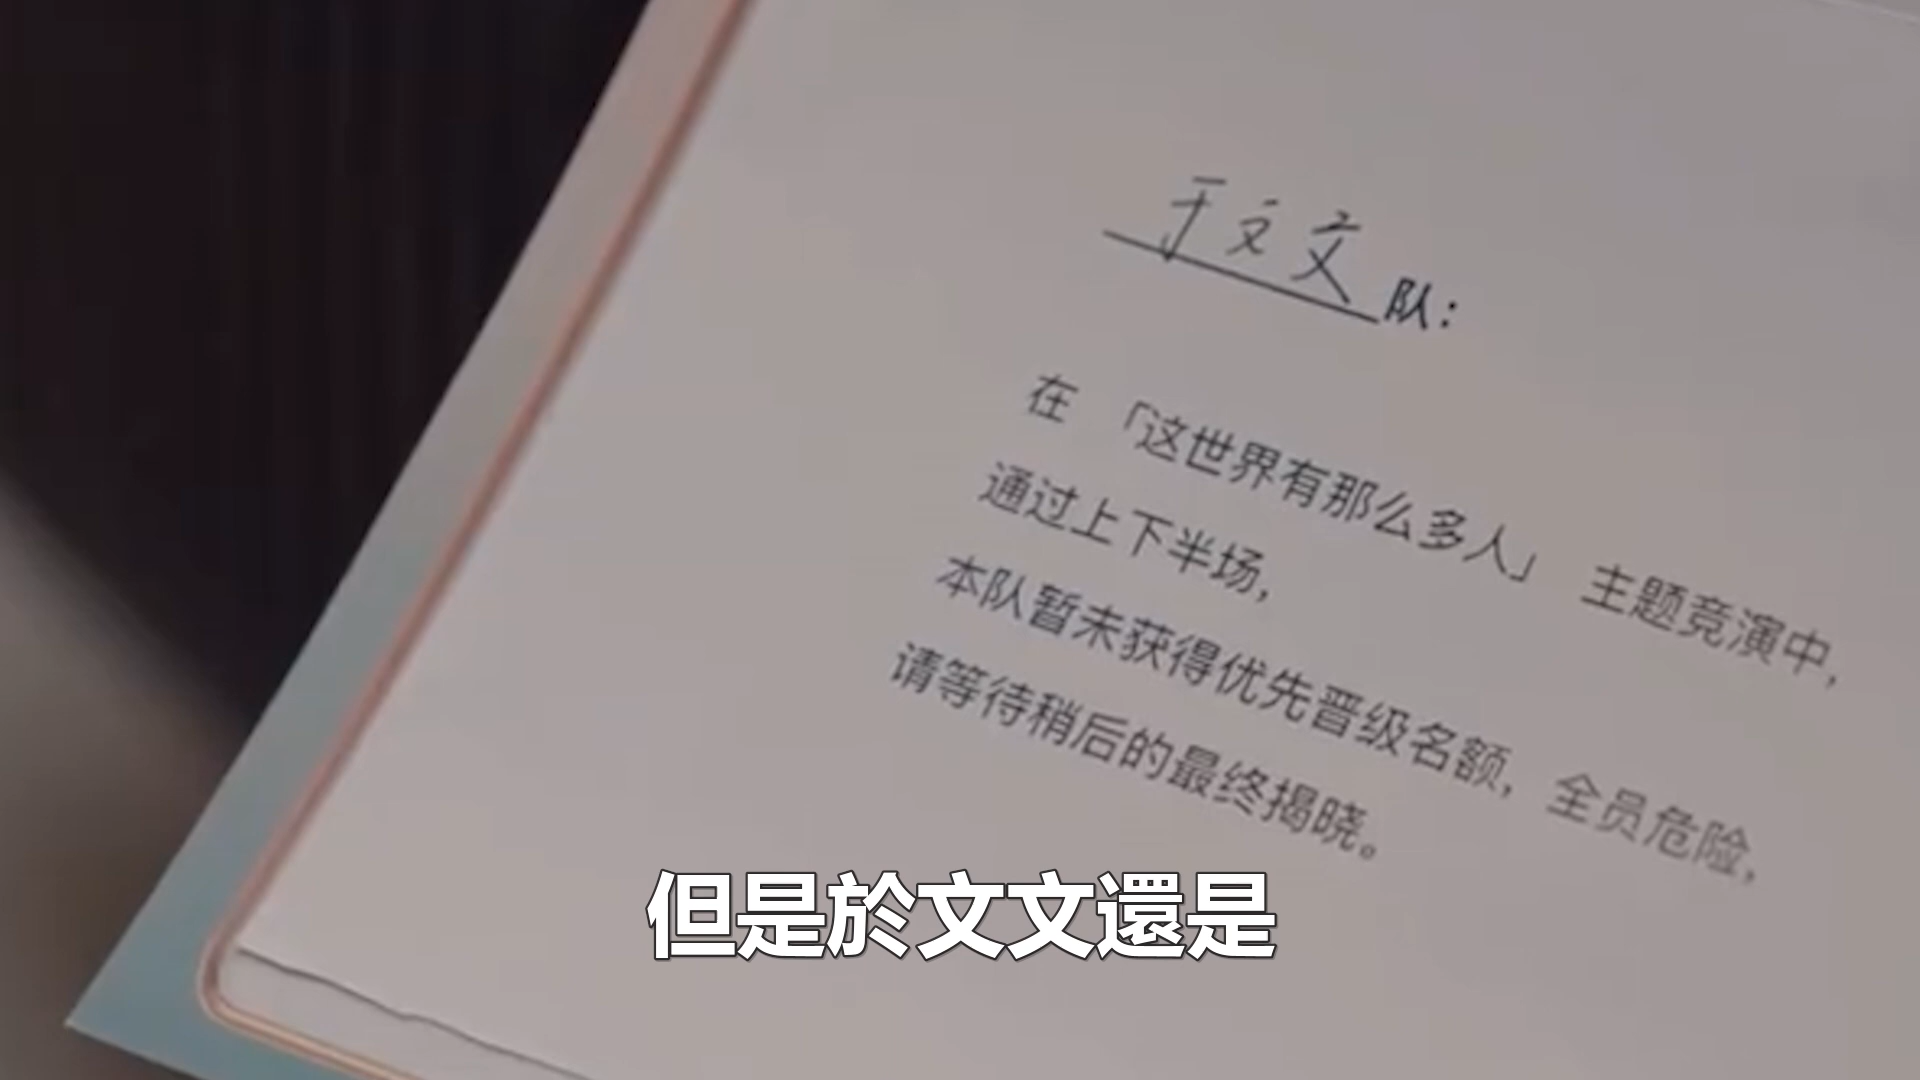 于文文队：
在「这世界有那么多人」主题竞演中，
通过上下半场，
本队暂未获得优先晋级名额，全员危险，
请等待稍后的最终揭晓。
但是於文文還是